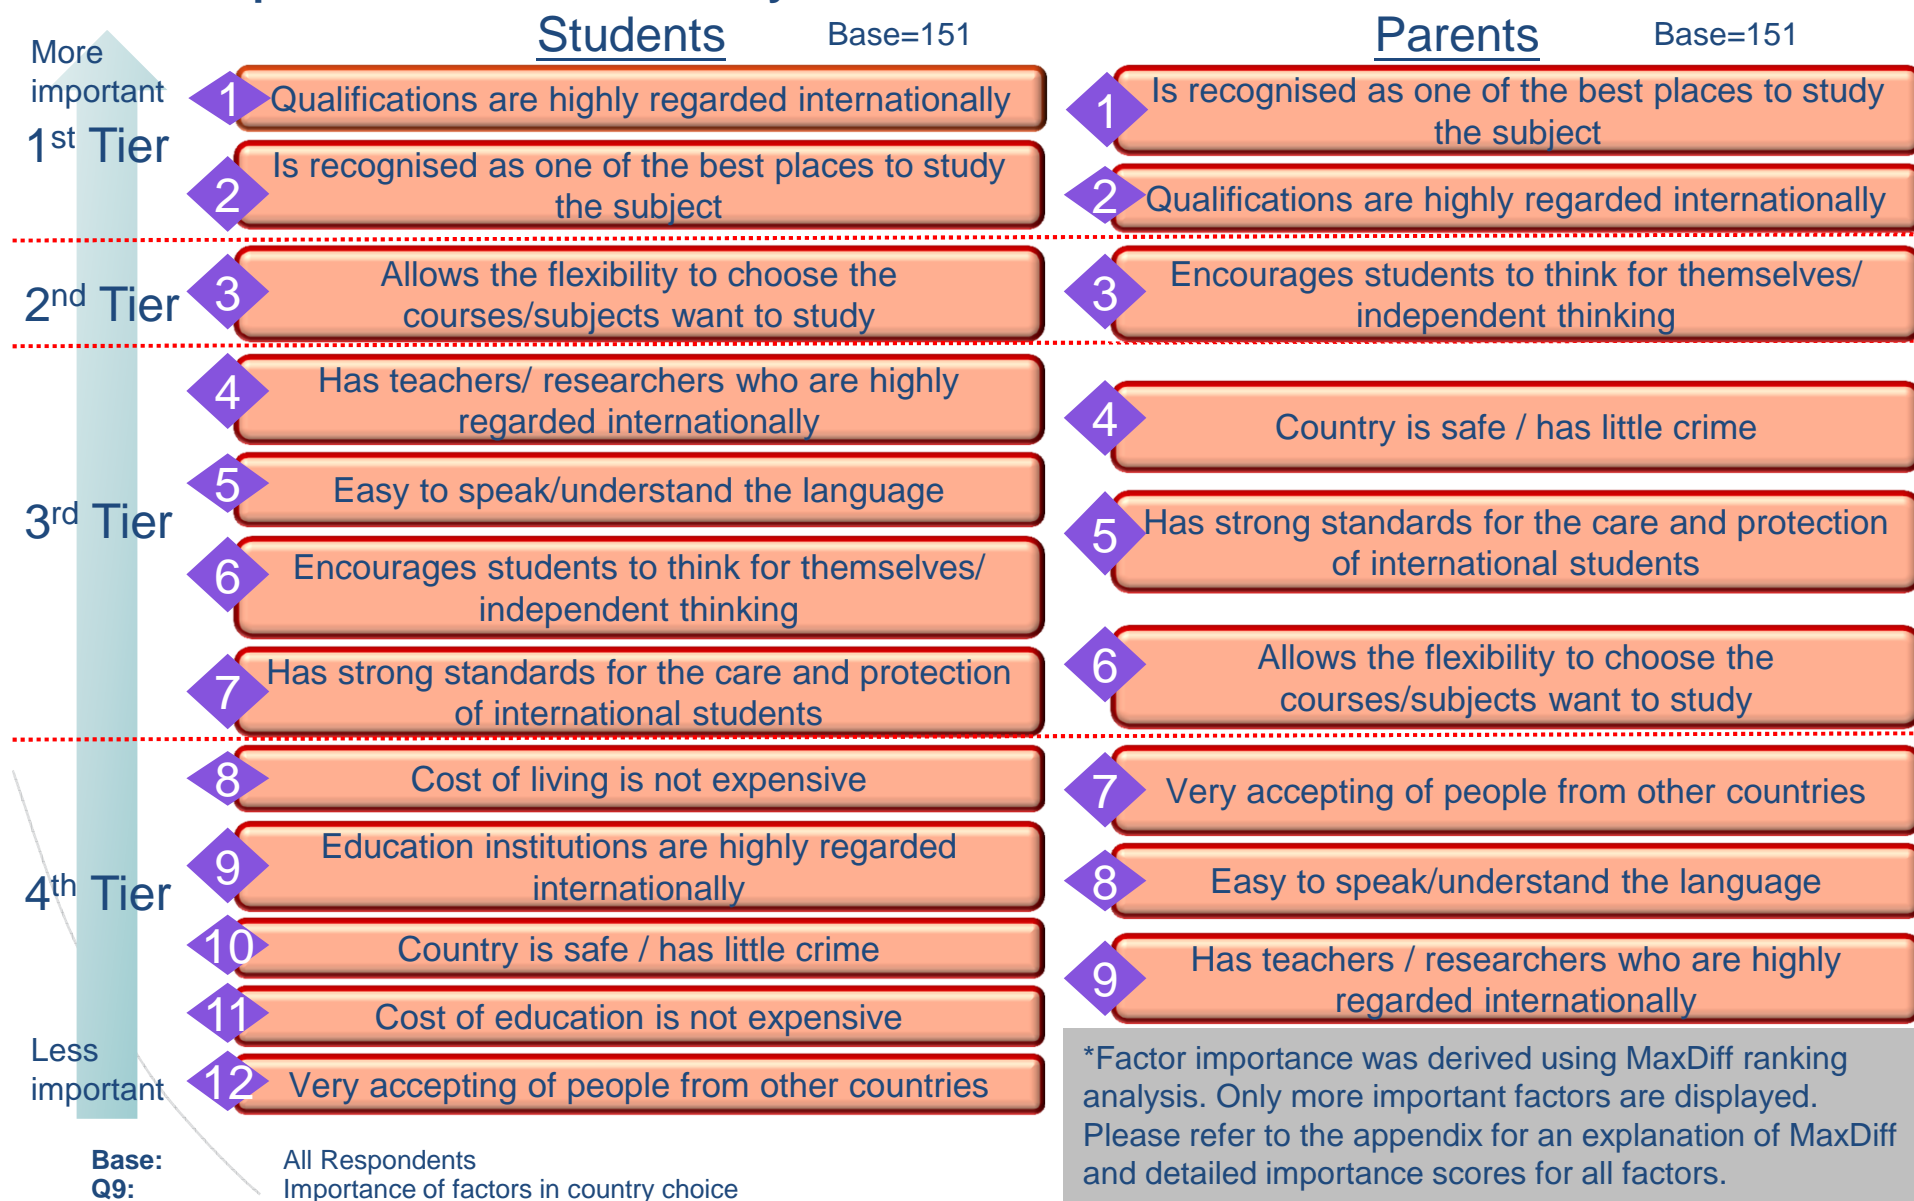 Students
Base=151
Parents
Base=151
More
important
1st Tier
1
Qualifications are highly regarded internationally
2
Is recognised as one of the best places to study
the subject
1
Is recognised as one of the best places to study
the subject
2
Qualifications are highly regarded internationally
2nd Tier
3
Allows the flexibility to choose the
courses/subjects want to study
3
Encourages students to think for themselves/
independent thinking
3rd Tier
4
Has teachers/ researchers who are highly
regarded internationally
5
Easy to speak/understand the language
6
Encourages students to think for themselves/
independent thinking
7
Has strong standards for the care and protection
of international students
4
Country is safe / has little crime
5
Has strong standards for the care and protection
of international students
6
Allows the flexibility to choose the
courses/subjects want to study
4th Tier
8
Cost of living is not expensive
9
Education institutions are highly regarded
internationally
10
Country is safe / has little crime
11
Cost of education is not expensive
12
Very accepting of people from other countries
7
Very accepting of people from other countries
8
Easy to speak/understand the language
9
Has teachers / researchers who are highly
regarded internationally
Less
important
*Factor importance was derived using MaxDiff ranking
analysis. Only more important factors are displayed.
Please refer to the appendix for an explanation of MaxDiff
and detailed importance scores for all factors.
Base: All Respondents
Q9: Importance of factors in country choice